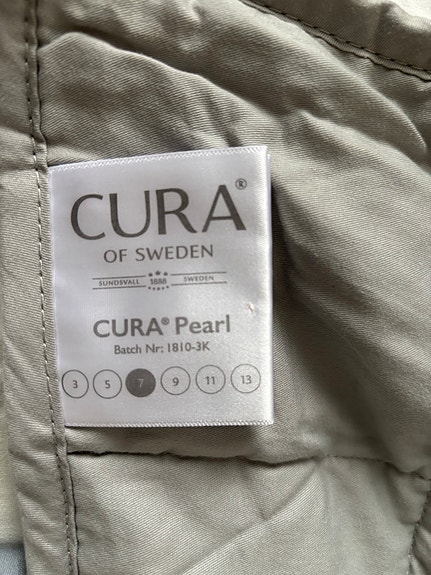 CURA®
OF SWEDEN
SUNDSVALL 1888 SWEDEN
CURA® Pearl
Batch Nr: 1810-3K
3 5 7 9 11 13